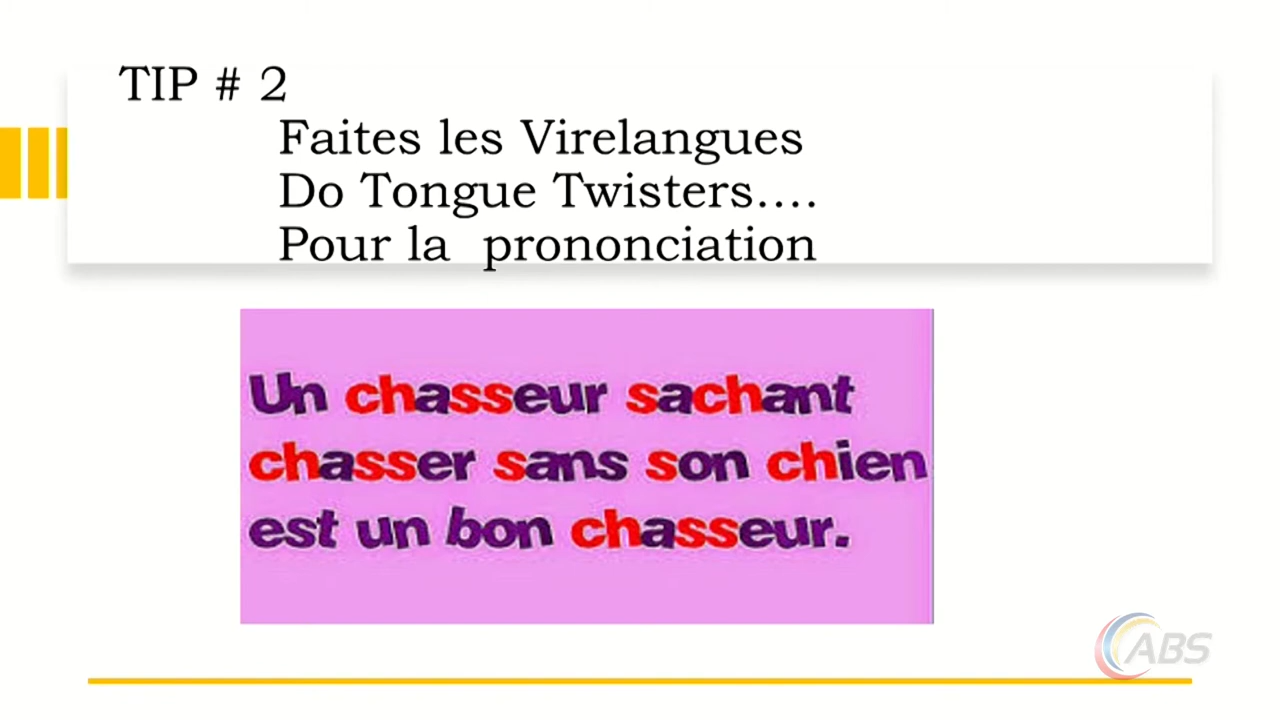 TIP # 2
Faites les Virelangues
Do Tongue Twisters....
Pour la prononciation
Un chasseur sachant
chasser sans son chien
est un bon chasseur.
ABS